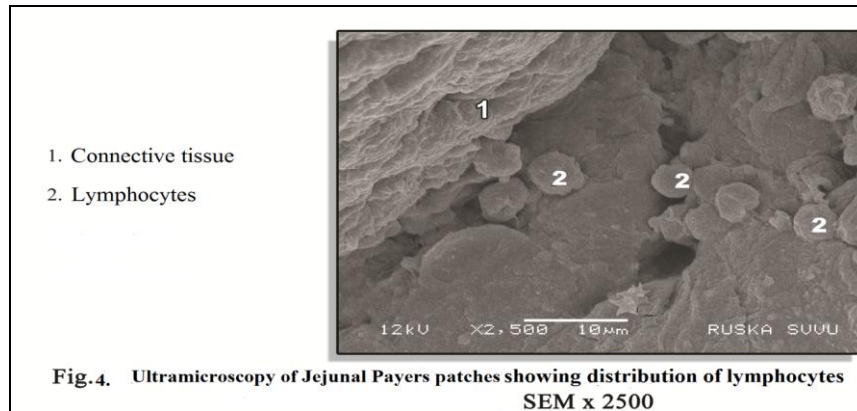 1. Connective tissue
2. Lymphocytes
1
2
2
2
12kV X2,500 10µm RUSKA SVVU
Fig.4. Ultramicroscopy of Jejunal Payers patches showing distribution of lymphocytes
SEM x 2500